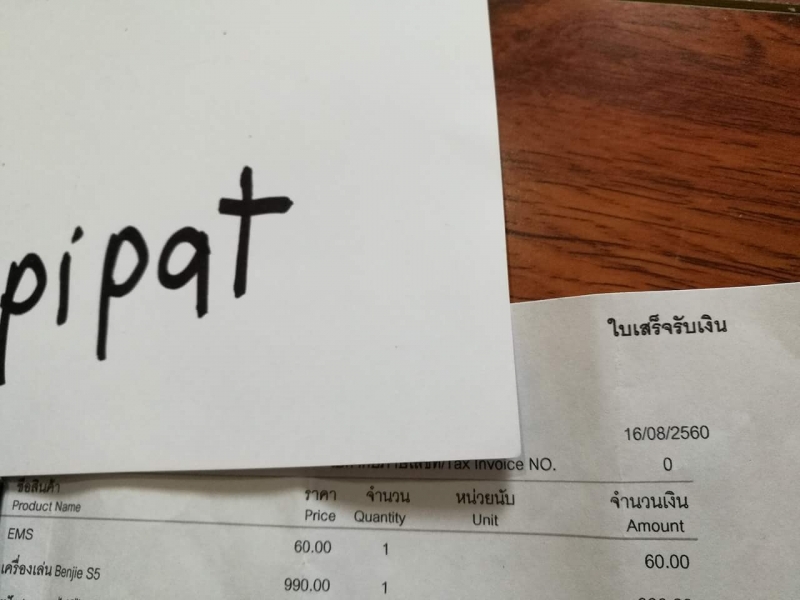 pipat
ใบเสร็จรับเงิน
16/08/2560
/Tax Invoice NO. 0
ชื่อสินค้า ราคา จำนวน หน่วยนับ จำนวนเงิน
Product Name Price Quantity Unit Amount
EMS 60.00 1 60.00
เครื่องเล่น Benjie S5 990.00 1